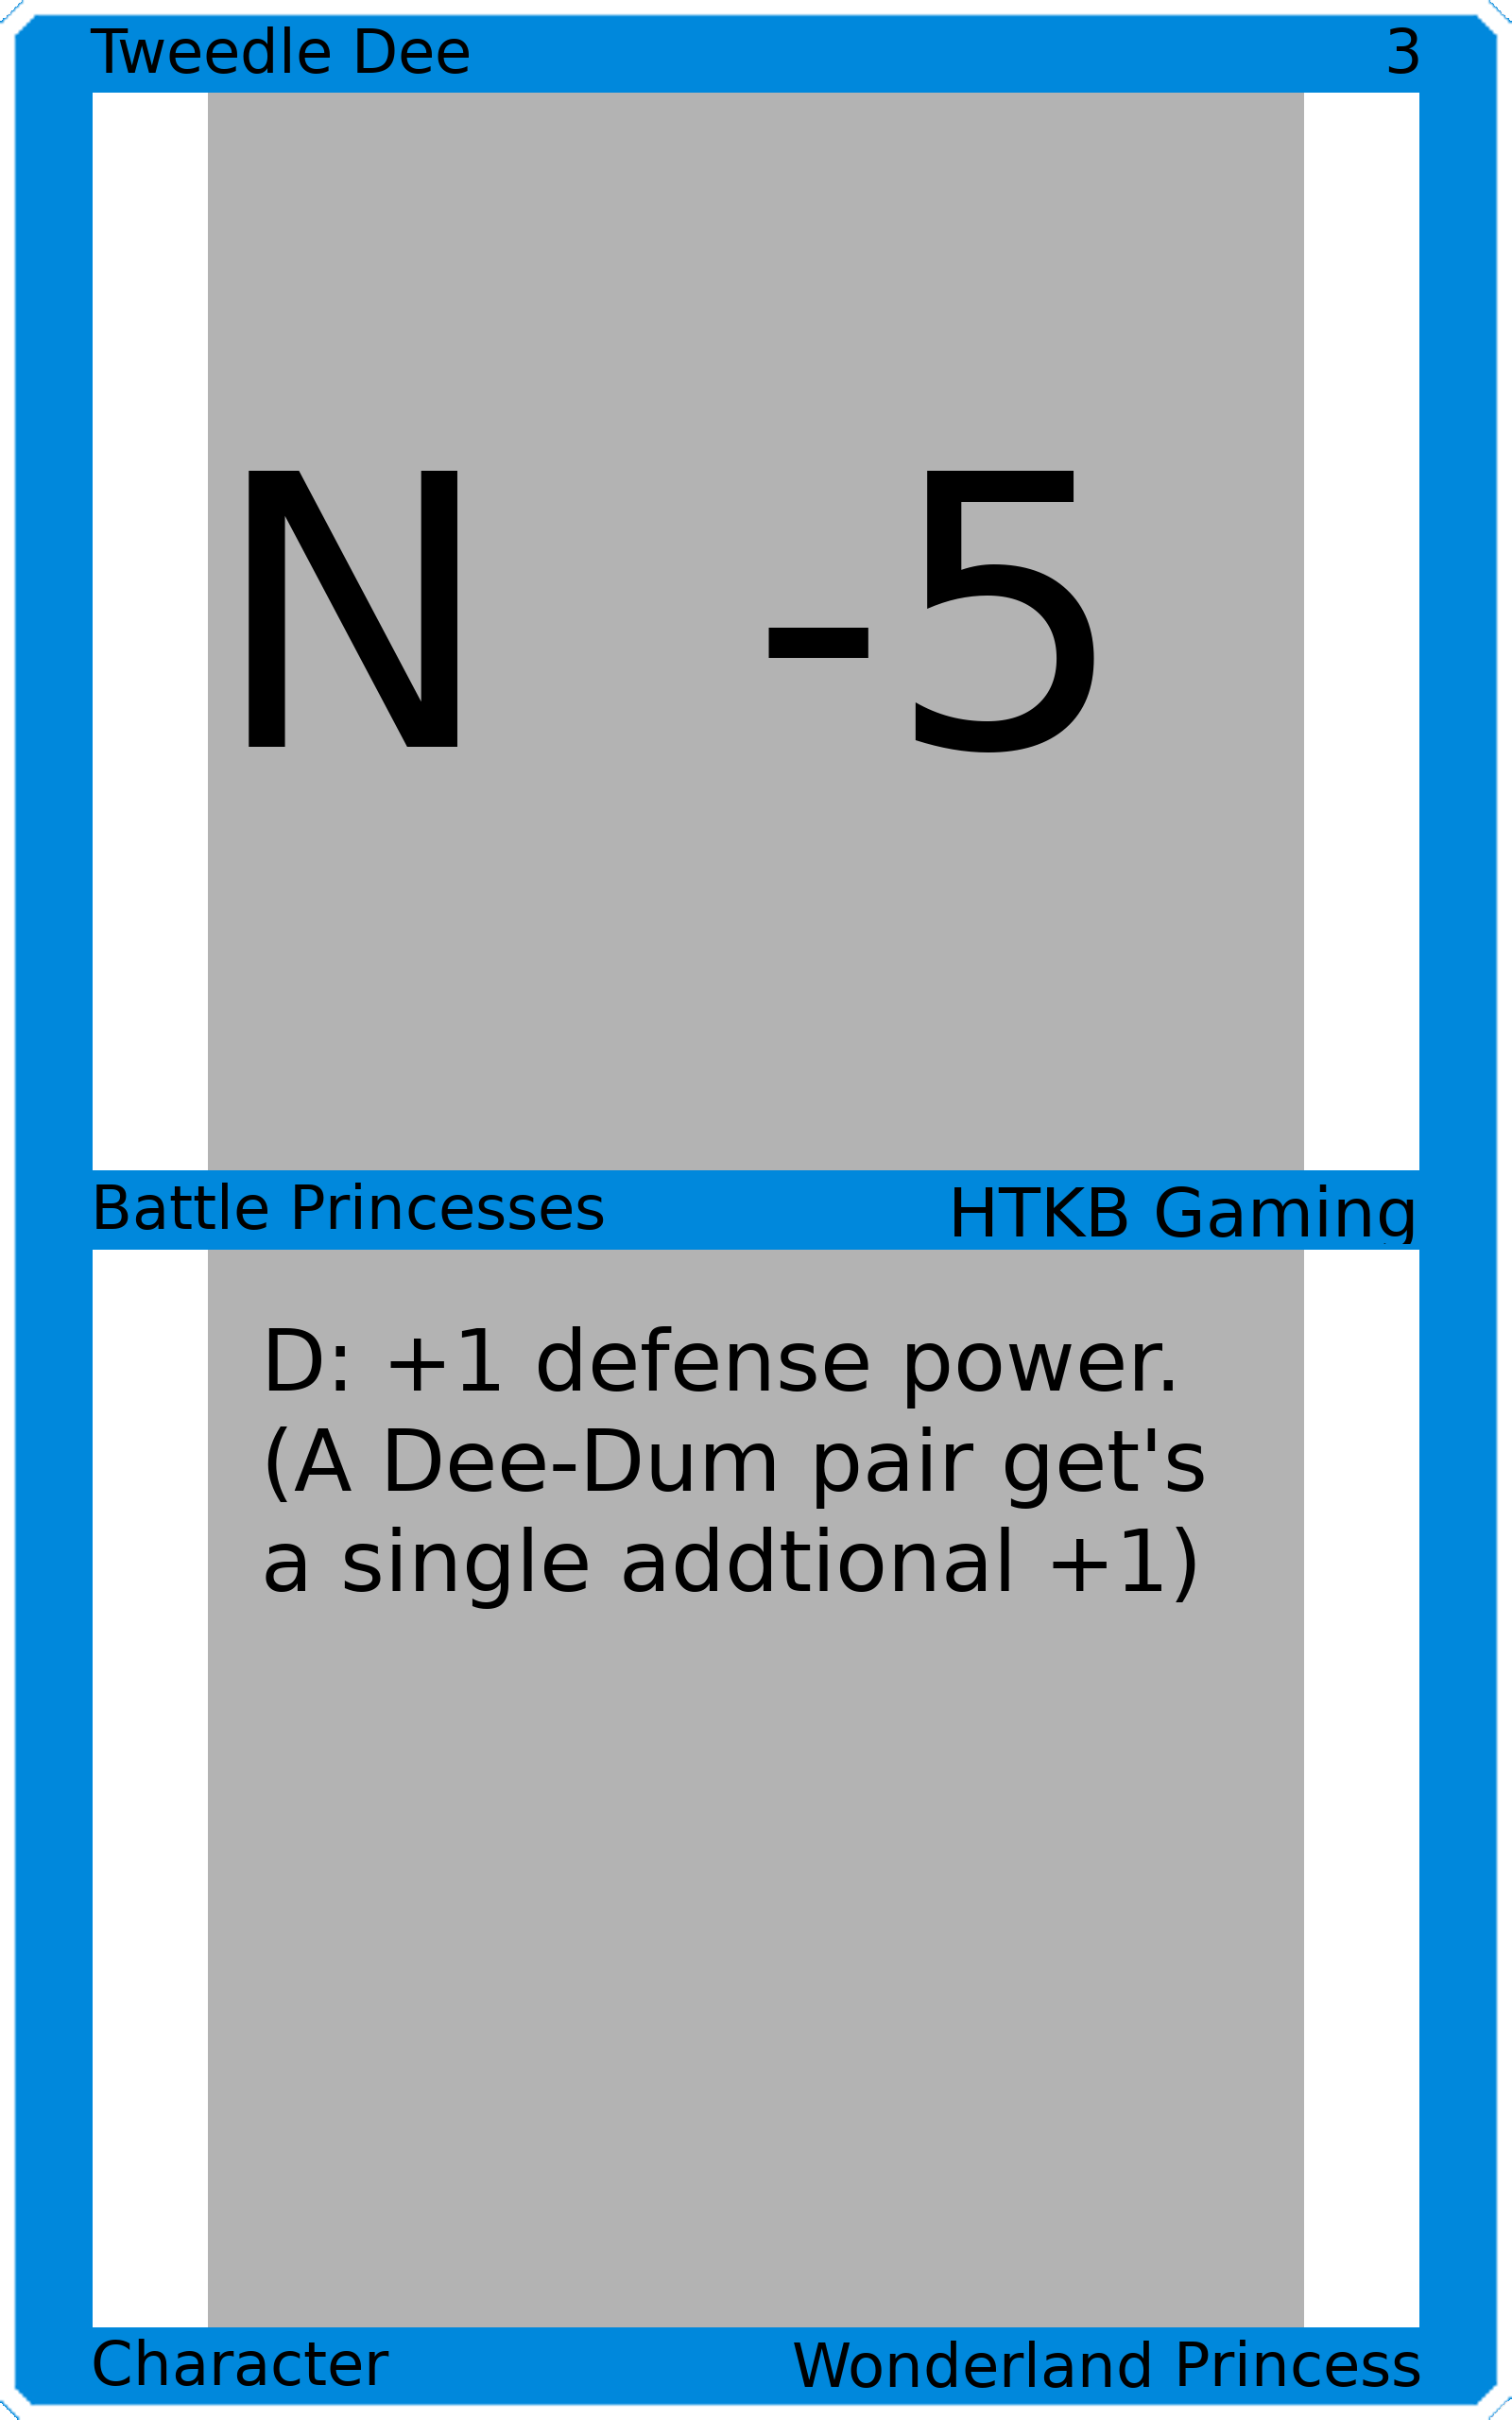 Tweedle Dee 3
N -5
Battle Princesses HTKB Gaming
D: +1 defense power.
(A Dee-Dum pair get's
a single addtional +1)
Character Wonderland Princess